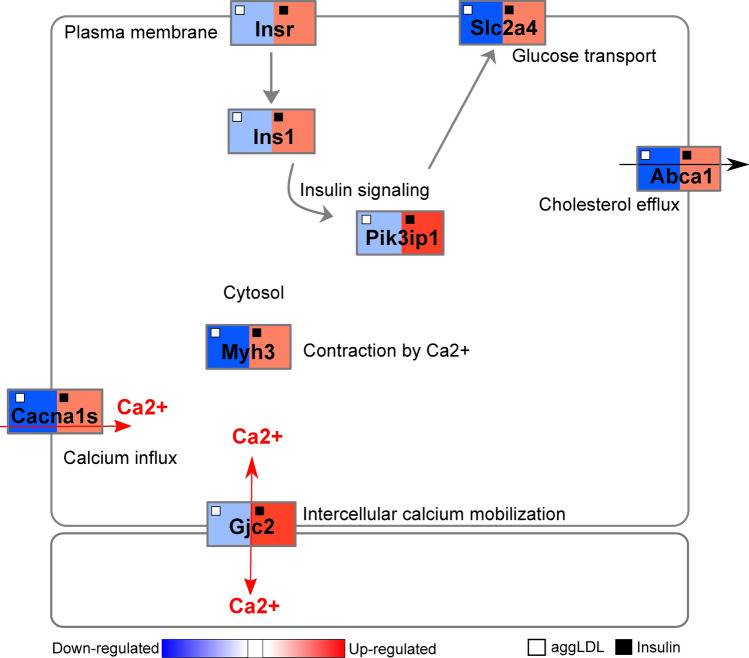 Plasma membrane
Insr
Slc2a4
Glucose transport
Ins1
Abca1
Insulin signaling
Cholesterol efflux
Pik3ip1
Cytosol
Myh3
Contraction by Ca2+
Cacna1s
Ca2+
Calcium influx
Ca2+
Gjc2
Intercellular calcium mobilization
Ca2+
Down-regulated
Up-regulated
aggLDL
Insulin